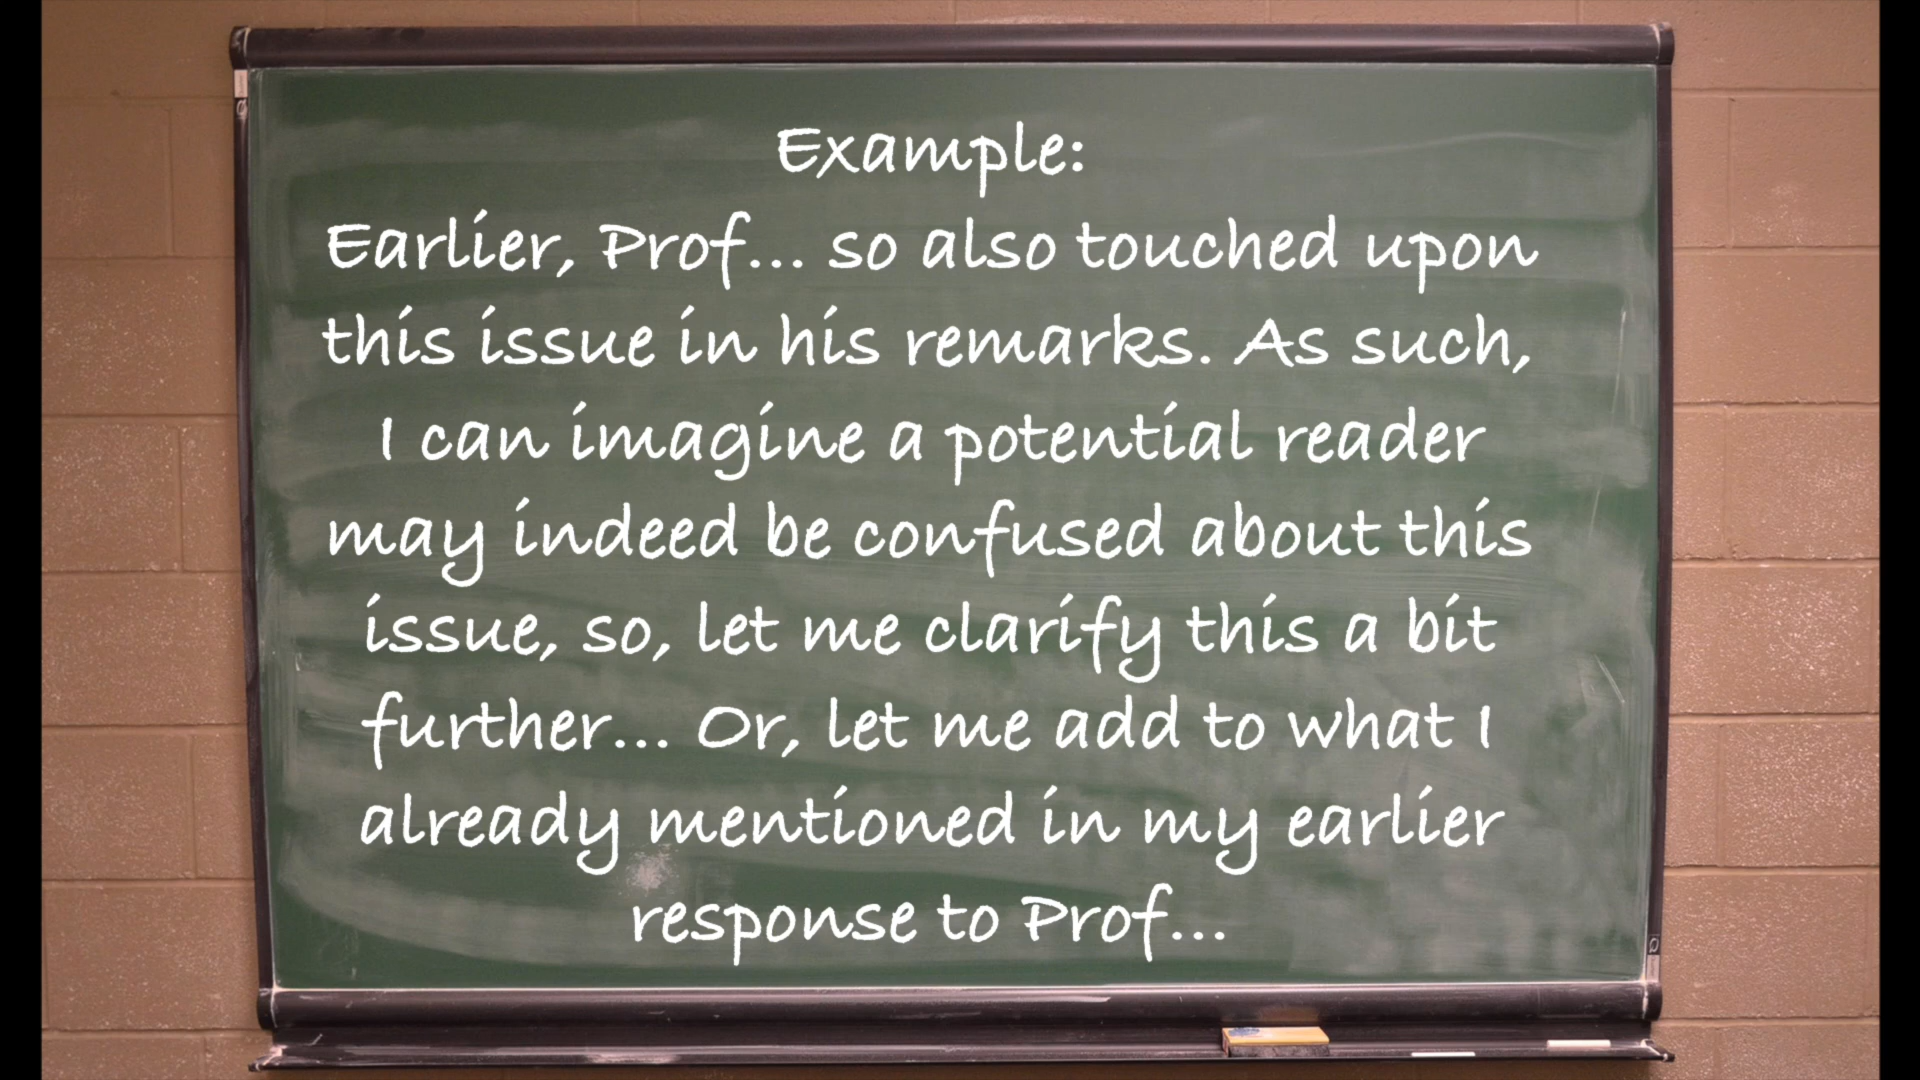 Example:
Earlier, Prof... so also touched upon
this issue in his remarks. As such,
I can imagine a potential reader
may indeed be confused about this
issue, so, let me clarify this a bit
further... Or, let me add to what I
already mentioned in my earlier
response to Prof...